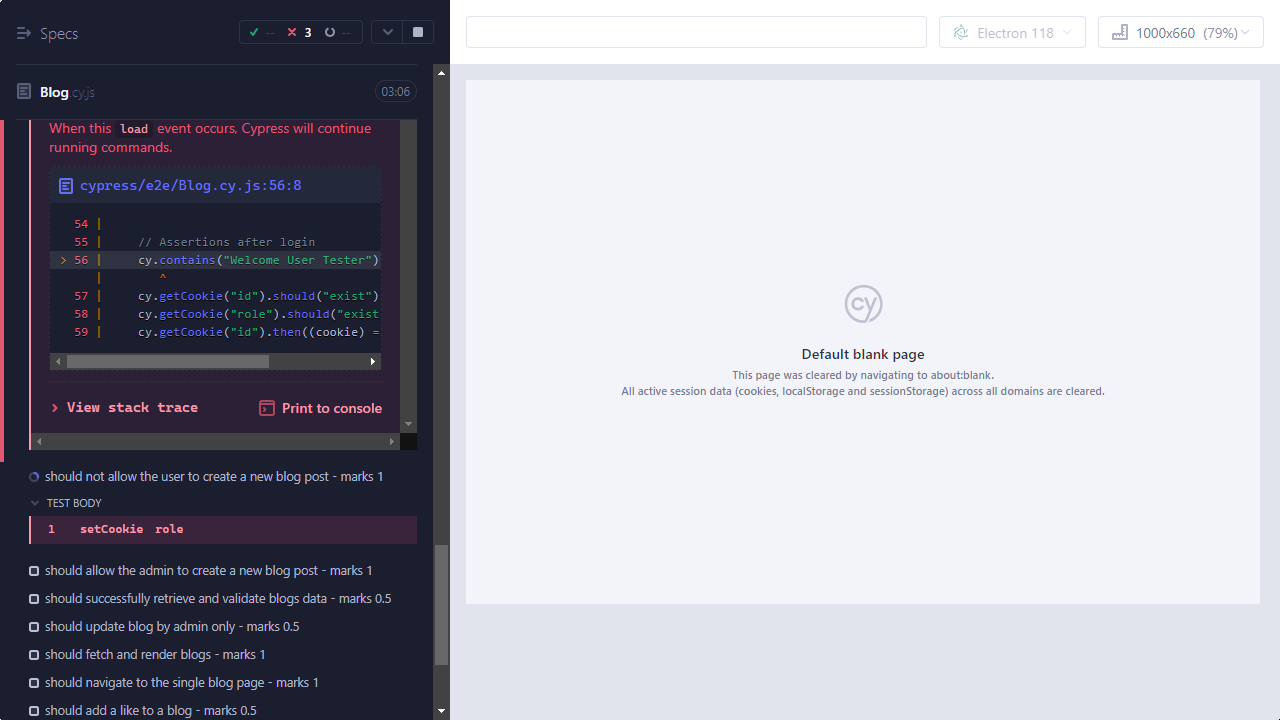 Specs
-- 3 --
Electron 118
1000x660 (79%)
Blog.cy.js
03:06
When this load event occurs, Cypress will continue
running commands.
cypress/e2e/Blog.cy.js:56:8
54 |
55 | // Assertions after login
> 56 | cy.contains("Welcome User Tester")
| ^
57 | cy.getCookie("id").should("exist")
58 | cy.getCookie("role").should("exist
59 | cy.getCookie("id").then((cookie) =
> View stack trace
Print to console
should not allow the user to create a new blog post - marks 1
TEST BODY
1 setCookie role
should allow the admin to create a new blog post - marks 1
should successfully retrieve and validate blogs data - marks 0.5
should update blog by admin only - marks 0.5
should fetch and render blogs - marks 1
should navigate to the single blog page - marks 1
should add a like to a blog - marks 0.5
cy
Default blank page
This page was cleared by navigating to about:blank.
All active session data (cookies, localStorage and sessionStorage) across all domains are cleared.